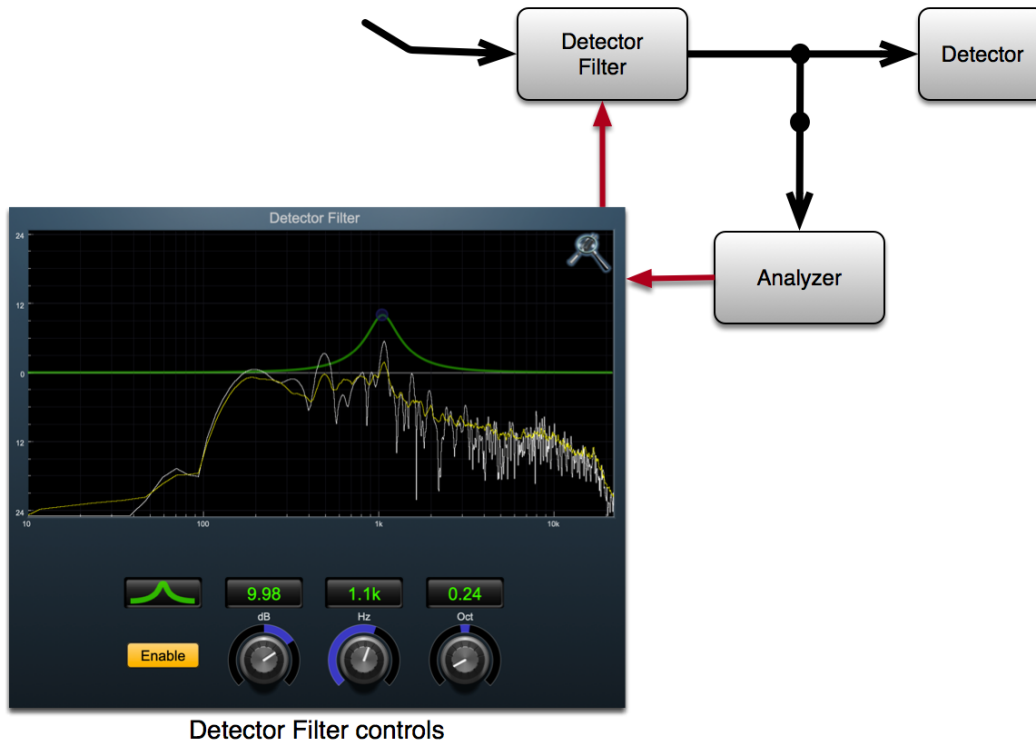 Detector
Filter
Detector
Analyzer
Detector Filter
24
12
0
12
24
10
100
1k
10k
9.98
1.1k
0.24
dB
Hz
Oct
Enable
Detector Filter controls